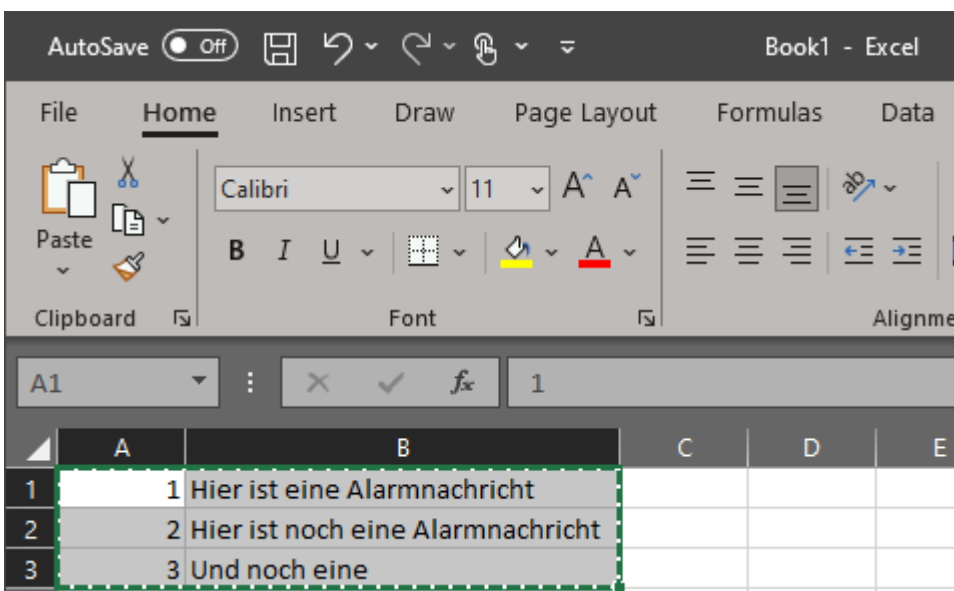 AutoSave Off Book1 - Excel
File Home Insert Draw Page Layout Formulas Data
Calibri 11 A A
Paste
B I U A
Clipboard Font Alignme
A1 fx 1
A B C D E
1 1 Hier ist eine Alarmnachricht
2 2 Hier ist noch eine Alarmnachricht
3 3 Und noch eine